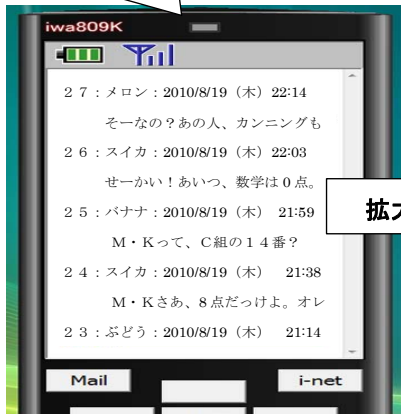 iwa809K
27：メロン：2010/8/19（木）22:14
そーなの？あの人、カンニングも
26：スイカ：2010/8/19（木）22:03
せーかい！あいつ、数学は0点。
25：バナナ：2010/8/19（木） 21:59
M・Kって、C組の14番？
24：スイカ：2010/8/19（木） 21:38
M・Kさあ、8点だっけよ。オレ
23：ぶどう：2010/8/19（木） 21:14
拡
Mail
i-net